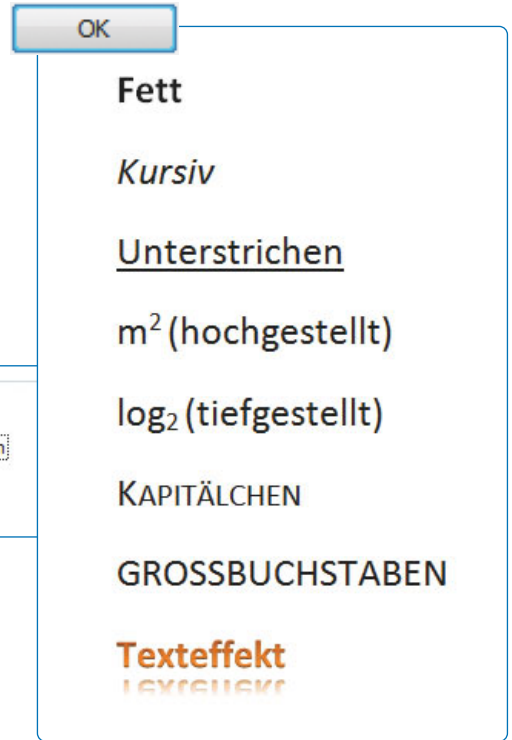 OK
Fett
Kursiv
Unterstrichen
m² (hochgestellt)
log₂ (tiefgestellt)
KAPITÄLCHEN
GROSSBUCHSTABEN
Texteffekt